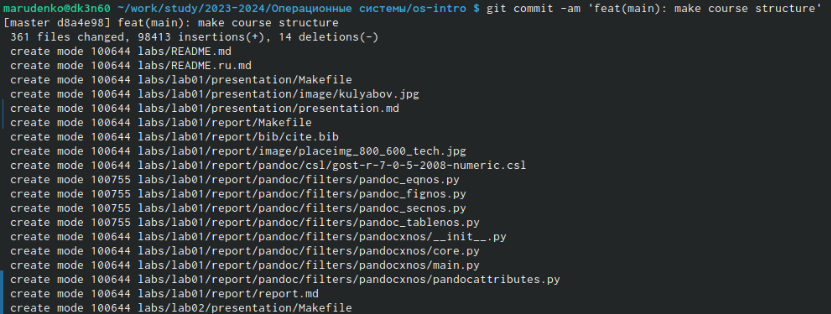 marudenko@dk3n60 ~/work/study/2023-2024/Операционные системы/os-intro $ git commit -am 'feat(main): make course structure'
[master d8a4e98] feat(main): make course structure
 361 files changed, 98413 insertions(+), 14 deletions(-)
 create mode 100644 labs/README.md
 create mode 100644 labs/README.ru.md
 create mode 100644 labs/lab01/presentation/Makefile
 create mode 100644 labs/lab01/presentation/image/kulyabov.jpg
 create mode 100644 labs/lab01/presentation/presentation.md
 create mode 100644 labs/lab01/report/Makefile
 create mode 100644 labs/lab01/report/bib/cite.bib
 create mode 100644 labs/lab01/report/image/placeimg_800_600_tech.jpg
 create mode 100644 labs/lab01/report/pandoc/csl/gost-r-7-0-5-2008-numeric.csl
 create mode 100755 labs/lab01/report/pandoc/filters/pandoc_eqnos.py
 create mode 100755 labs/lab01/report/pandoc/filters/pandoc_fignos.py
 create mode 100755 labs/lab01/report/pandoc/filters/pandoc_secnos.py
 create mode 100755 labs/lab01/report/pandoc/filters/pandoc_tablenos.py
 create mode 100644 labs/lab01/report/pandoc/filters/pandocxnos/__init__.py
 create mode 100644 labs/lab01/report/pandoc/filters/pandocxnos/core.py
 create mode 100644 labs/lab01/report/pandoc/filters/pandocxnos/main.py
 create mode 100644 labs/lab01/report/pandoc/filters/pandocxnos/pandocattributes.py
 create mode 100644 labs/lab01/report/report.md
 create mode 100644 labs/lab02/presentation/Makefile